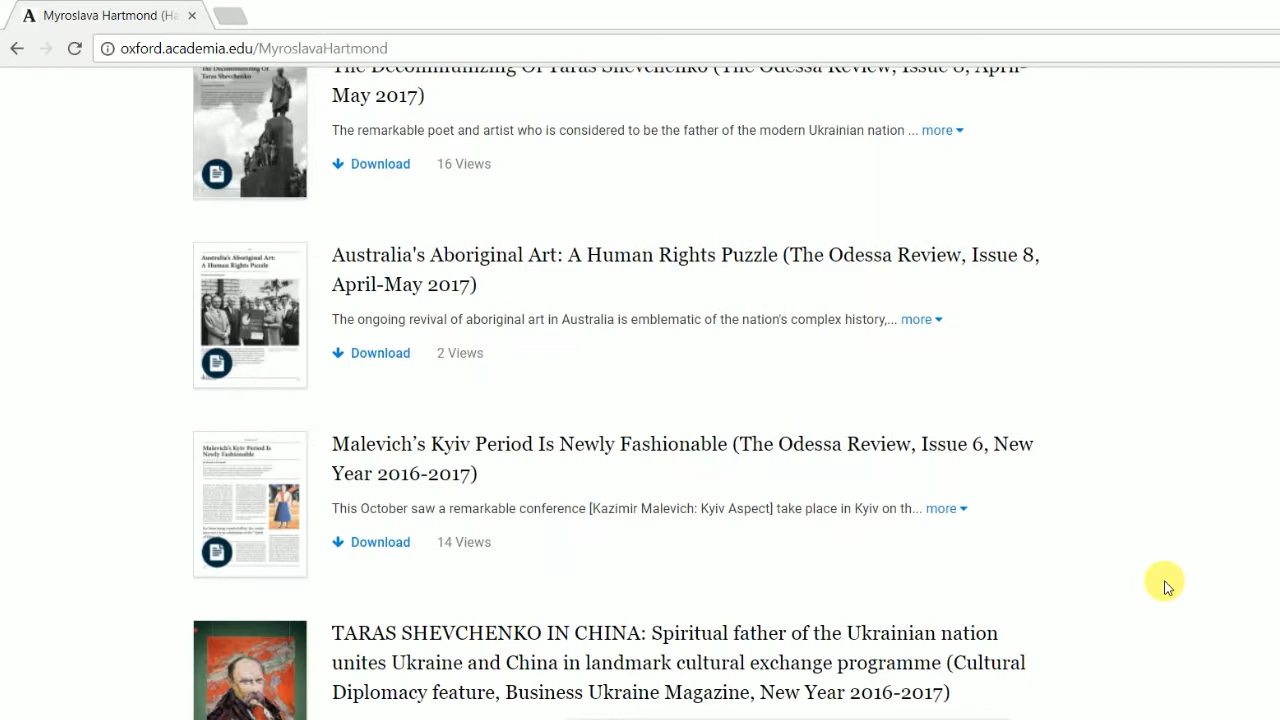 A Myroslava Hartmond (Ha
oxford.academia.edu/MyroslavaHartmond
The Decommunizing Of Taras Shevchenko (The Odessa Review, Issue 8, April-
May 2017)
The remarkable poet and artist who is considered to be the father of the modern Ukrainian nation ... more
Download 16 Views
The Decommunizing Of
Taras Shevchenko
Australia's Aboriginal Art: A Human Rights Puzzle (The Odessa Review, Issue 8,
April-May 2017)
The ongoing revival of aboriginal art in Australia is emblematic of the nation's complex history,... more
Download 2 Views
Australia's Aboriginal Art:
A Human Rights Puzzle
Malevich’s Kyiv Period Is Newly Fashionable (The Odessa Review, Issue 6, New
Year 2016-2017)
This October saw a remarkable conference [Kazimir Malevich: Kyiv Aspect] take place in Kyiv on th... more
Download 14 Views
Malevich’s Kyiv Period Is
Newly Fashionable
TARAS SHEVCHENKO IN CHINA: Spiritual father of the Ukrainian nation
unites Ukraine and China in landmark cultural exchange programme (Cultural
Diplomacy feature, Business Ukraine Magazine, New Year 2016-2017)